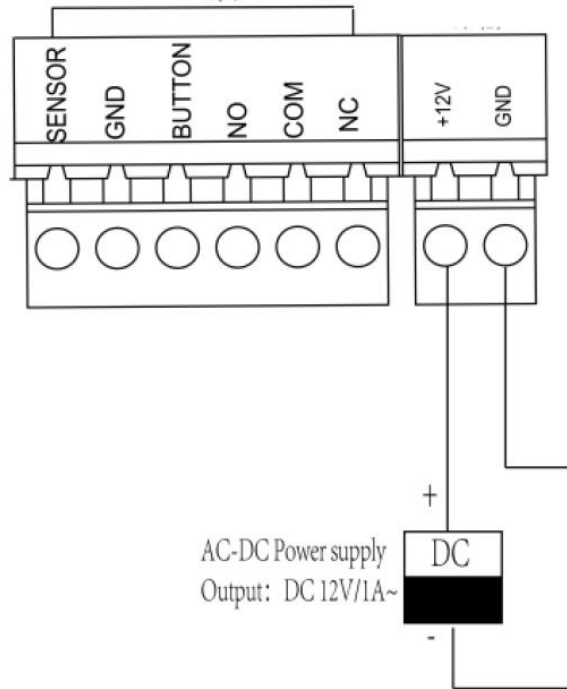 SENSOR
GND
BUTTON
NO
COM
NC
+12V
GND
+
AC-DC Power supply
DC
Output: DC 12V/1A~
-